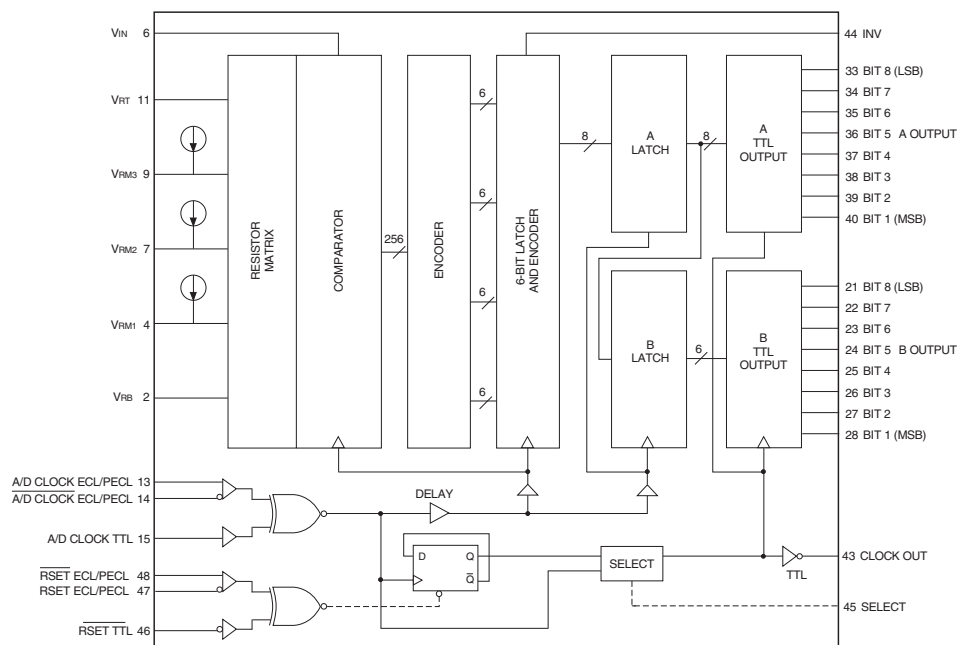 VIN 6
44 INV
33 BIT 8 (LSB)
VRT 11
34 BIT 7
6
35 BIT 6
8
A
LATCH
8
A
TTL
OUTPUT
36 BIT 5 A OUTPUT
37 BIT 4
VRM3 9
38 BIT 3
39 BIT 2
6
40 BIT 1 (MSB)
RESISTOR
MATRIX
COMPARATOR
256
ENCODER
6-BIT LATCH
AND ENCODER
VRM2 7
21 BIT 8 (LSB)
6
22 BIT 7
VRM1 4
23 BIT 6
B
LATCH
6
B
TTL
OUTPUT
24 BIT 5 B OUTPUT
25 BIT 4
VRB 2
6
26 BIT 3
27 BIT 2
28 BIT 1 (MSB)
A/D CLOCK ECL/PECL 13
A/D CLOCK ECL/PECL 14
DELAY
A/D CLOCK TTL 15
D Q
Q
SELECT
43 CLOCK OUT
TTL
RSET ECL/PECL 48
RSET ECL/PECL 47
45 SELECT
RSET TTL 46